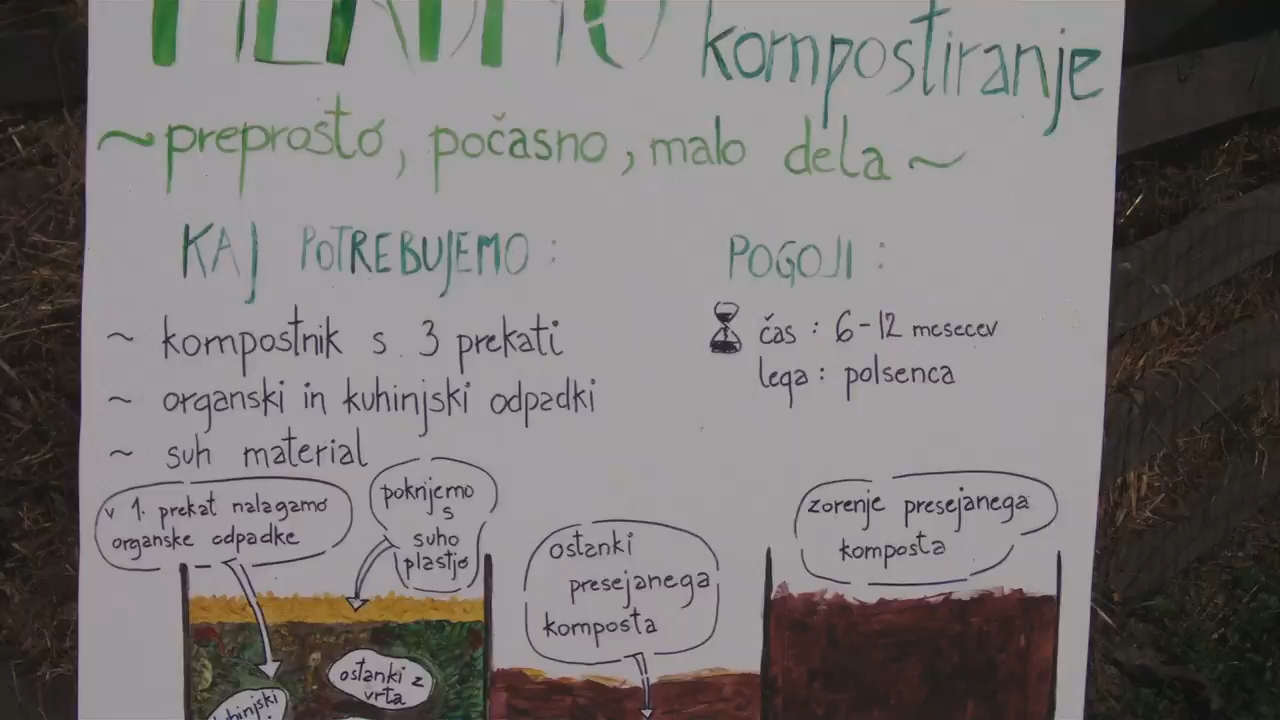 kompostiranje
~ preprosto, počasno, malo dela ~
KAJ POTREBUJEMO:
~ kompostnik s 3 prekati
~ organski in kuhinjski odpadki
~ suh material
POGOJI:
čas: 6-12 mesecev
lega: polsenca
v 1. prekat nalagamo
organske odpadke
pokrijemo
s
suho
plastjo
ostanki
presejanega
komposta
zorenje presejanega
komposta
ostanki z
vrta
kuhinjski